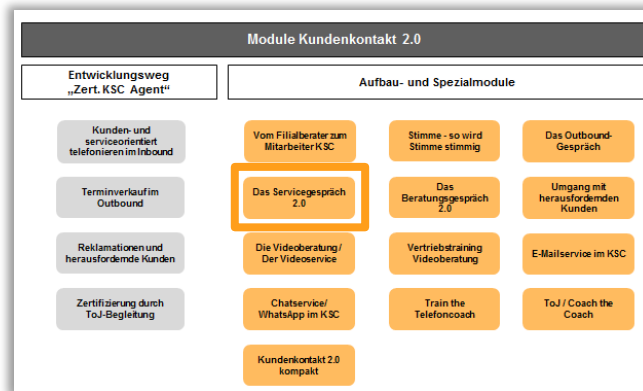 Module Kundenkontakt 2.0
Entwicklungsweg
„Zert. KSC Agent“
Aufbau- und Spezialmodule
Kunden- und
serviceorientiert
telefonieren im Inbound
Vom Filialberater zum
Mitarbeiter KSC
Stimme - so wird
Stimme stimmig
Das Outbound-
Gespräch
Terminverkauf im
Outbound
Das Servicegespräch
2.0
Das
Beratungsgespräch
2.0
Umgang mit
herausfordernden
Kunden
Reklamationen und
herausfordernde Kunden
Die Videoberatung /
Der Videoservice
Vertriebstraining
Videoberatung
E-Mailservice im KSC
Zertifizierung durch
ToJ-Begleitung
Chatservice/
WhatsApp im KSC
Train the
Telefoncoach
ToJ / Coach the
Coach
Kundenkontakt 2.0
kompakt